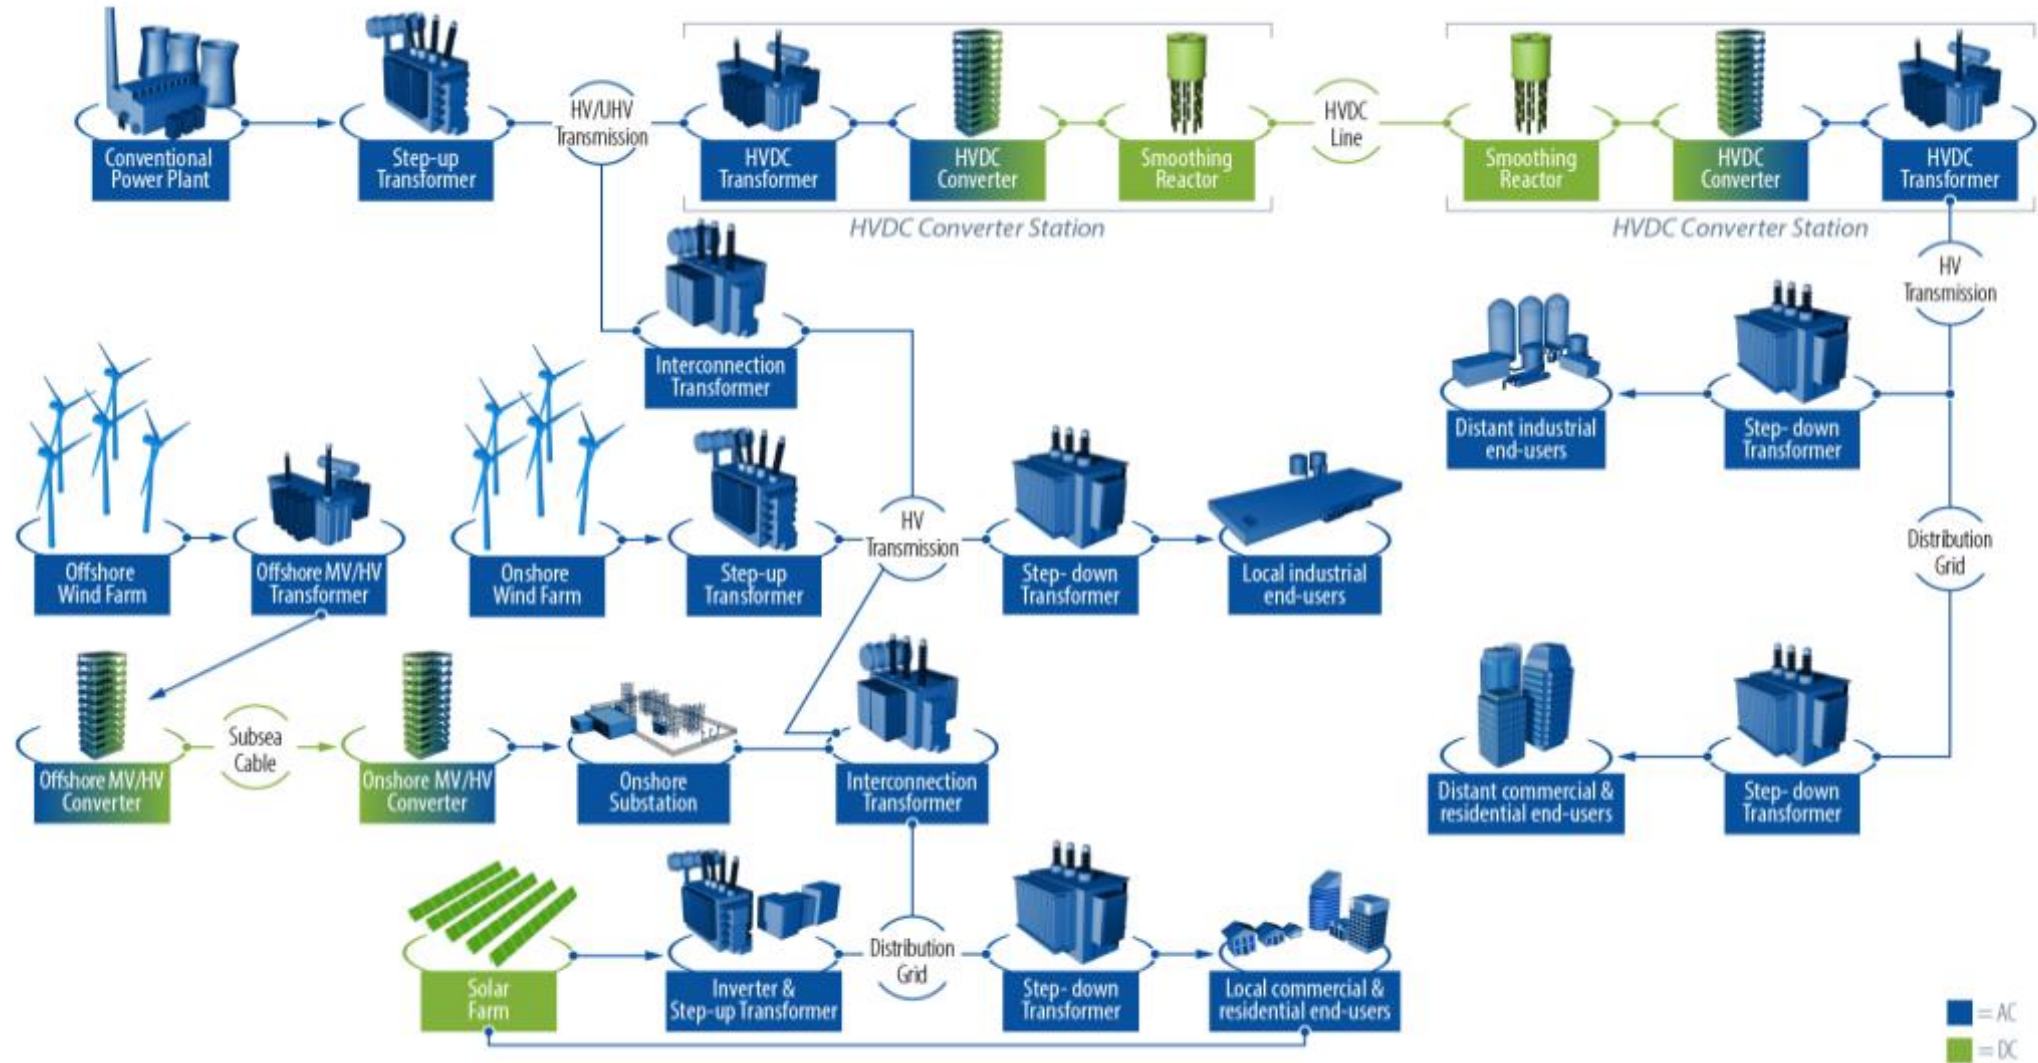 Conventional
Power Plant
Step-up
Transformer
HV/UHV
Transmission
HVDC
Transformer
HVDC
Converter
Smoothing
Reactor
HVDC
Line
Smoothing
Reactor
HVDC
Converter
HVDC
Transformer
HVDC Converter Station
HVDC Converter Station
HV
Transmission
Interconnection
Transformer
Distant industrial
end-users
Step- down
Transformer
Offshore
Wind Farm
Offshore MV/HV
Transformer
Onshore
Wind Farm
Step-up
Transformer
HV
Transmission
Step- down
Transformer
Local industrial
end-users
Distribution
Grid
Offshore MV/HV
Converter
Subsea
Cable
Onshore MV/HV
Converter
Onshore
Substation
Interconnection
Transformer
Distant commercial &
residential end-users
Step- down
Transformer
Solar
Farm
Inverter &
Step-up Transformer
Distribution
Grid
Step- down
Transformer
Local commercial &
residential end-users
= AC
= DC